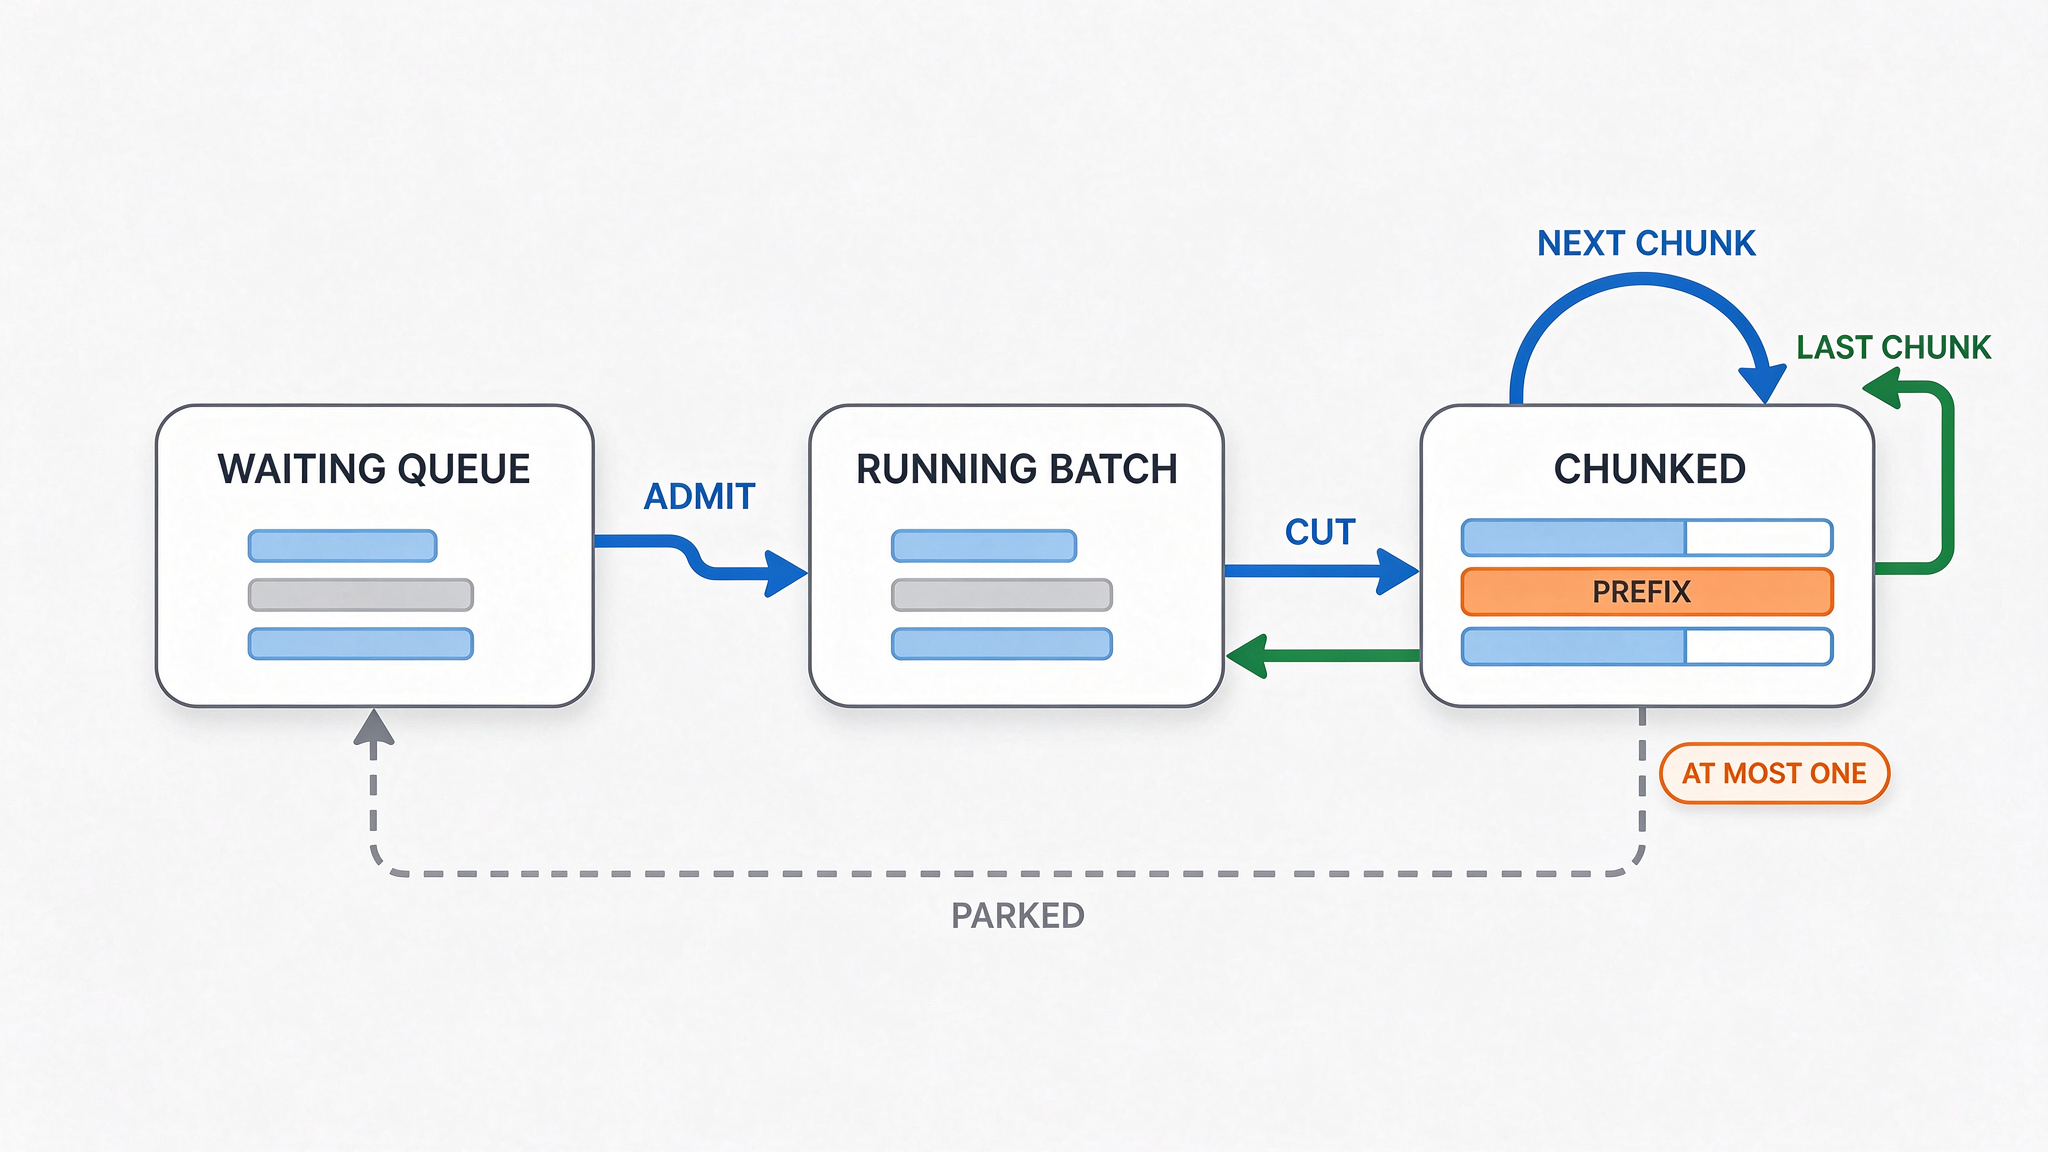 NEXT CHUNK
LAST CHUNK
WAITING QUEUE
ADMIT
RUNNING BATCH
CUT
CHUNKED
PREFIX
AT MOST ONE
PARKED